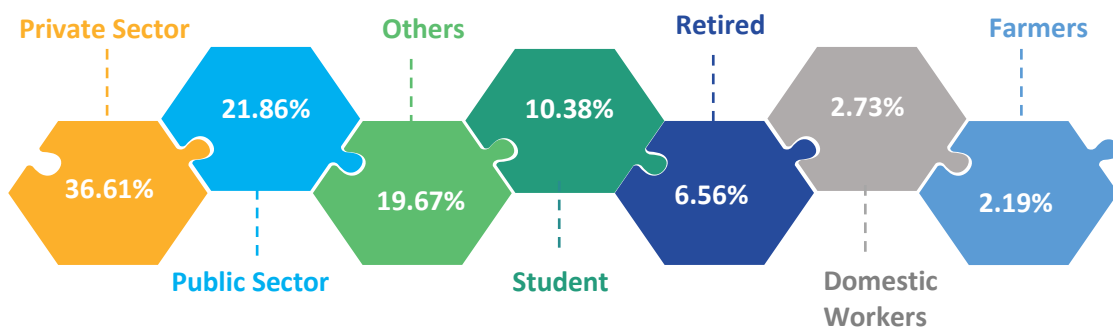 Private Sector
Others
Retired
Farmers
21.86%
10.38%
2.73%
36.61%
19.67%
6.56%
2.19%
Public Sector
Student
Domestic
Workers